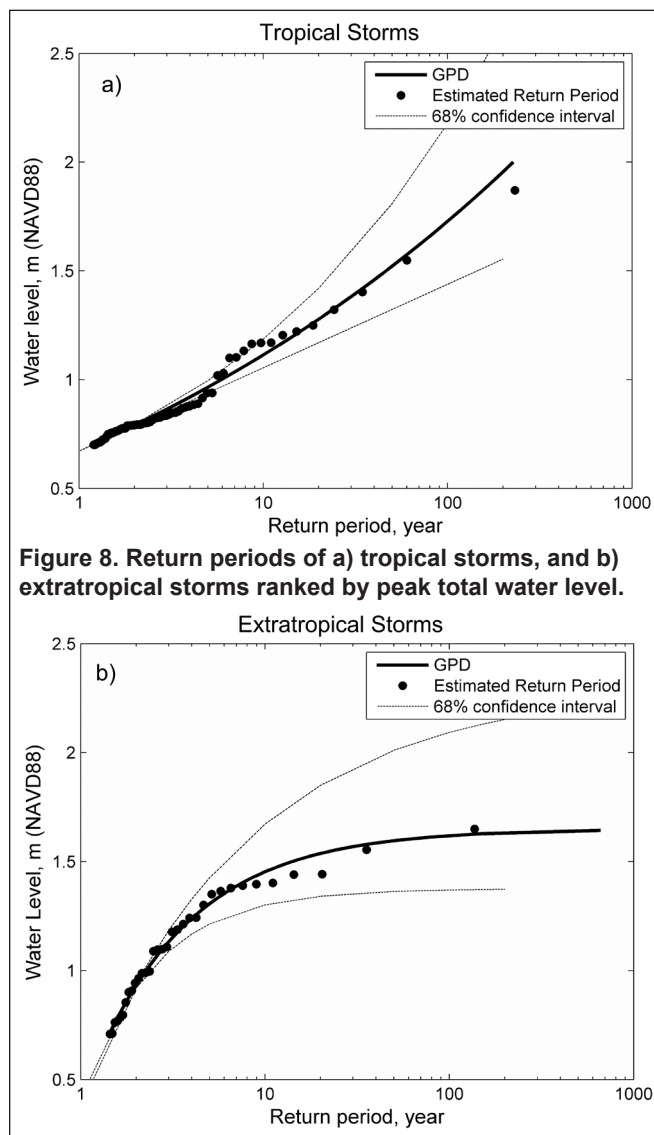 Tropical Storms
a)
GPD
Estimated Return Period
68% confidence interval
Water level, m (NAVD88)
2.5
2
1.5
1
0.5
1
10
100
1000
Return period, year
Figure 8. Return periods of a) tropical storms, and b)
extratropical storms ranked by peak total water level.
Extratropical Storms
b)
GPD
Estimated Return Period
68% confidence interval
Water Level, m (NAVD88)
2.5
2
1.5
1
0.5
1
10
100
1000
Return period, year